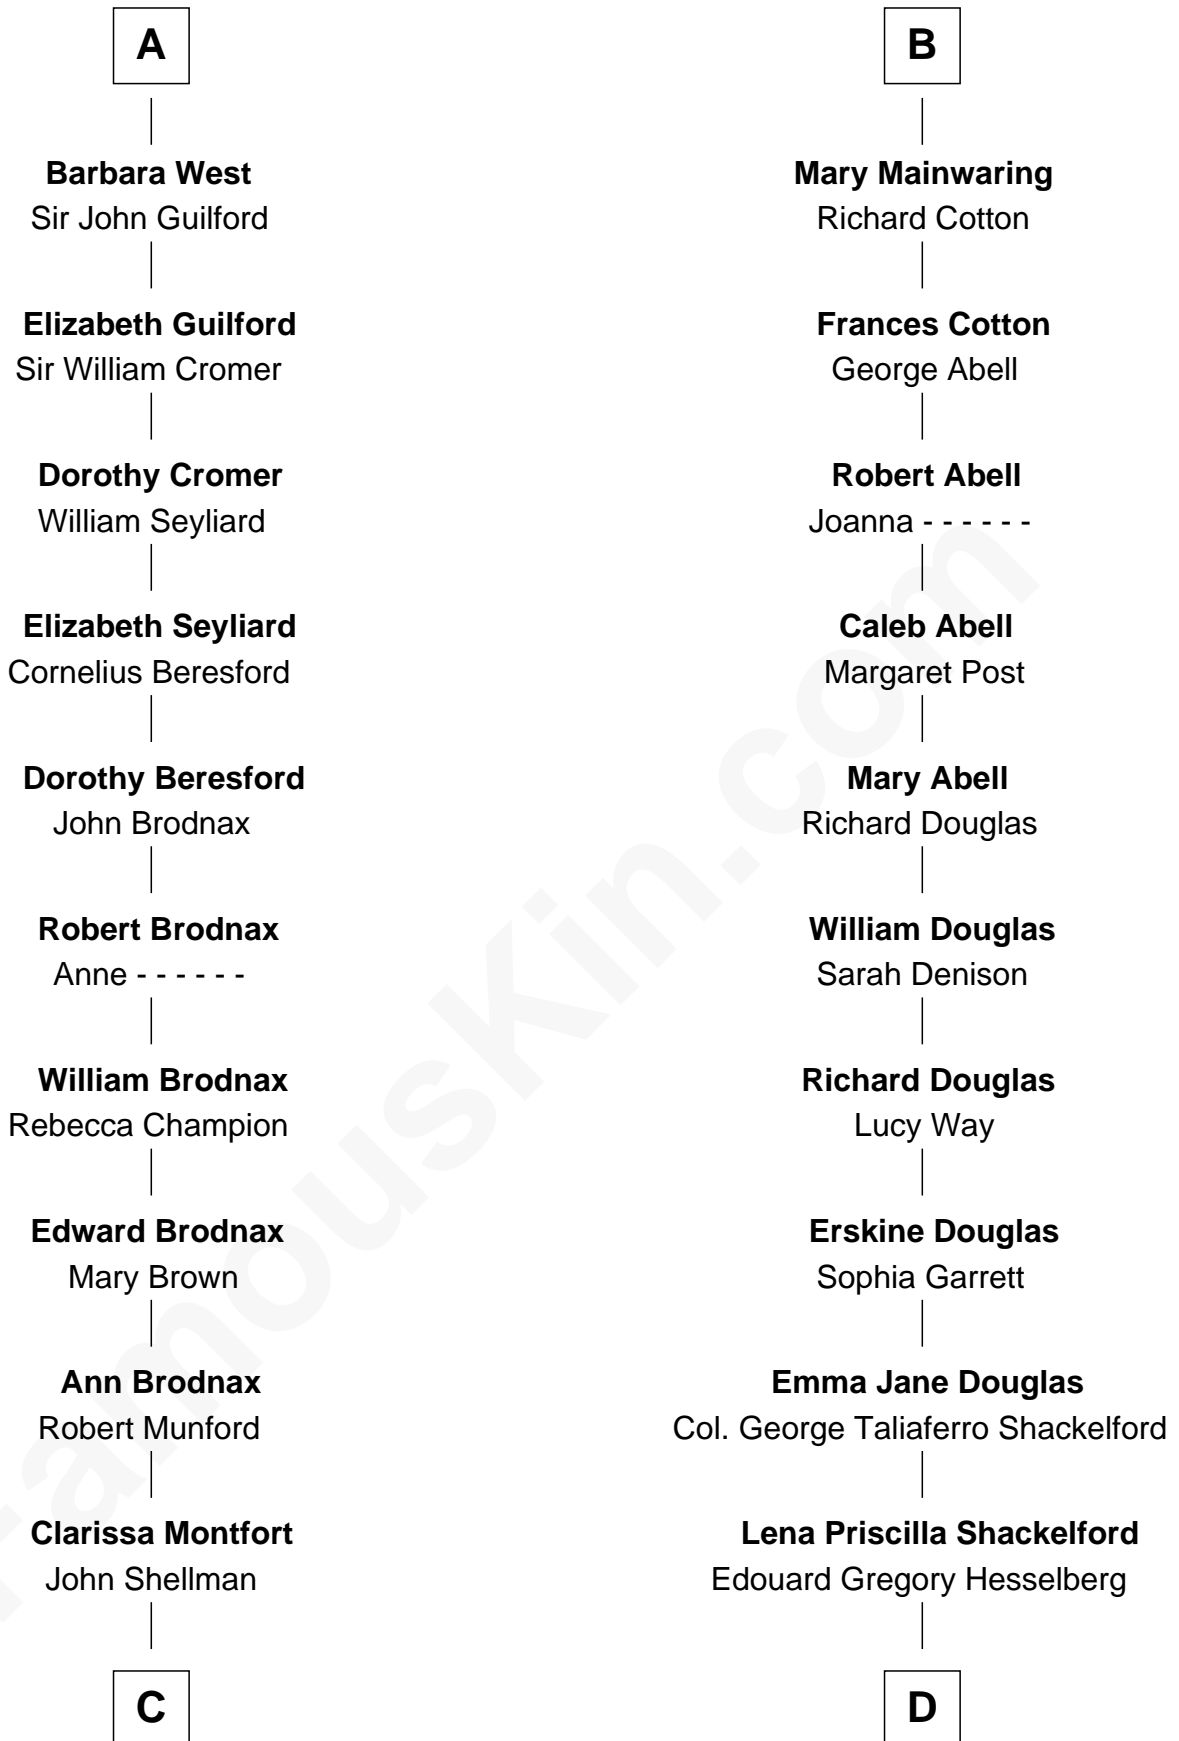 A
Barbara West
Sir John Guilford
Elizabeth Guilford
Sir William Cromer
Dorothy Cromer
William Seyliard
Elizabeth Seyliard
Cornelius Beresford
Dorothy Beresford
John Brodnax
Robert Brodnax
Anne - - - - - -
William Brodnax
Rebecca Champion
Edward Brodnax
Mary Brown
Ann Brodnax
Robert Munford
Clarissa Montfort
John Shellman
C
B
Mary Mainwaring
Richard Cotton
Frances Cotton
George Abell
Robert Abell
Joanna - - - - - -
Caleb Abell
Margaret Post
Mary Abell
Richard Douglas
William Douglas
Sarah Denison
Richard Douglas
Lucy Way
Erskine Douglas
Sophia Garrett
Emma Jane Douglas
Col. George Taliaferro Shackelford
Lena Priscilla Shackelford
Edouard Gregory Hesselberg
D
FamousKin.com